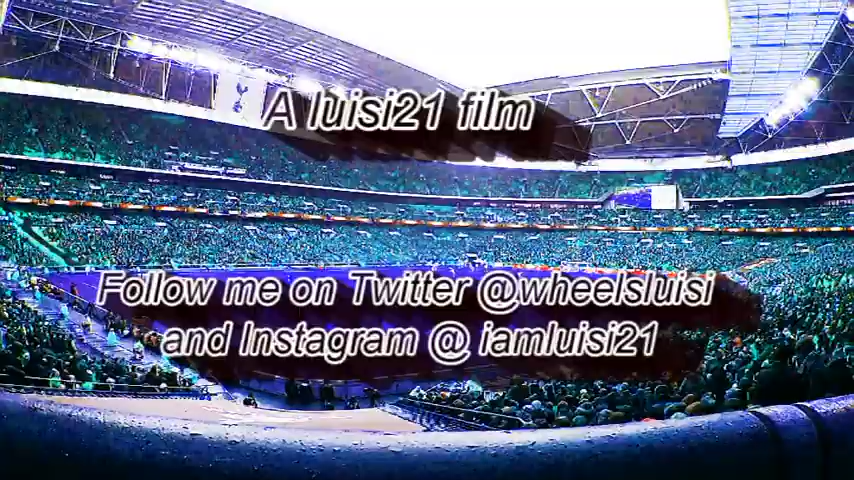 A luisi21 film
Follow me on Twitter @wheelsluisi
and Instagram @ iamluisi21